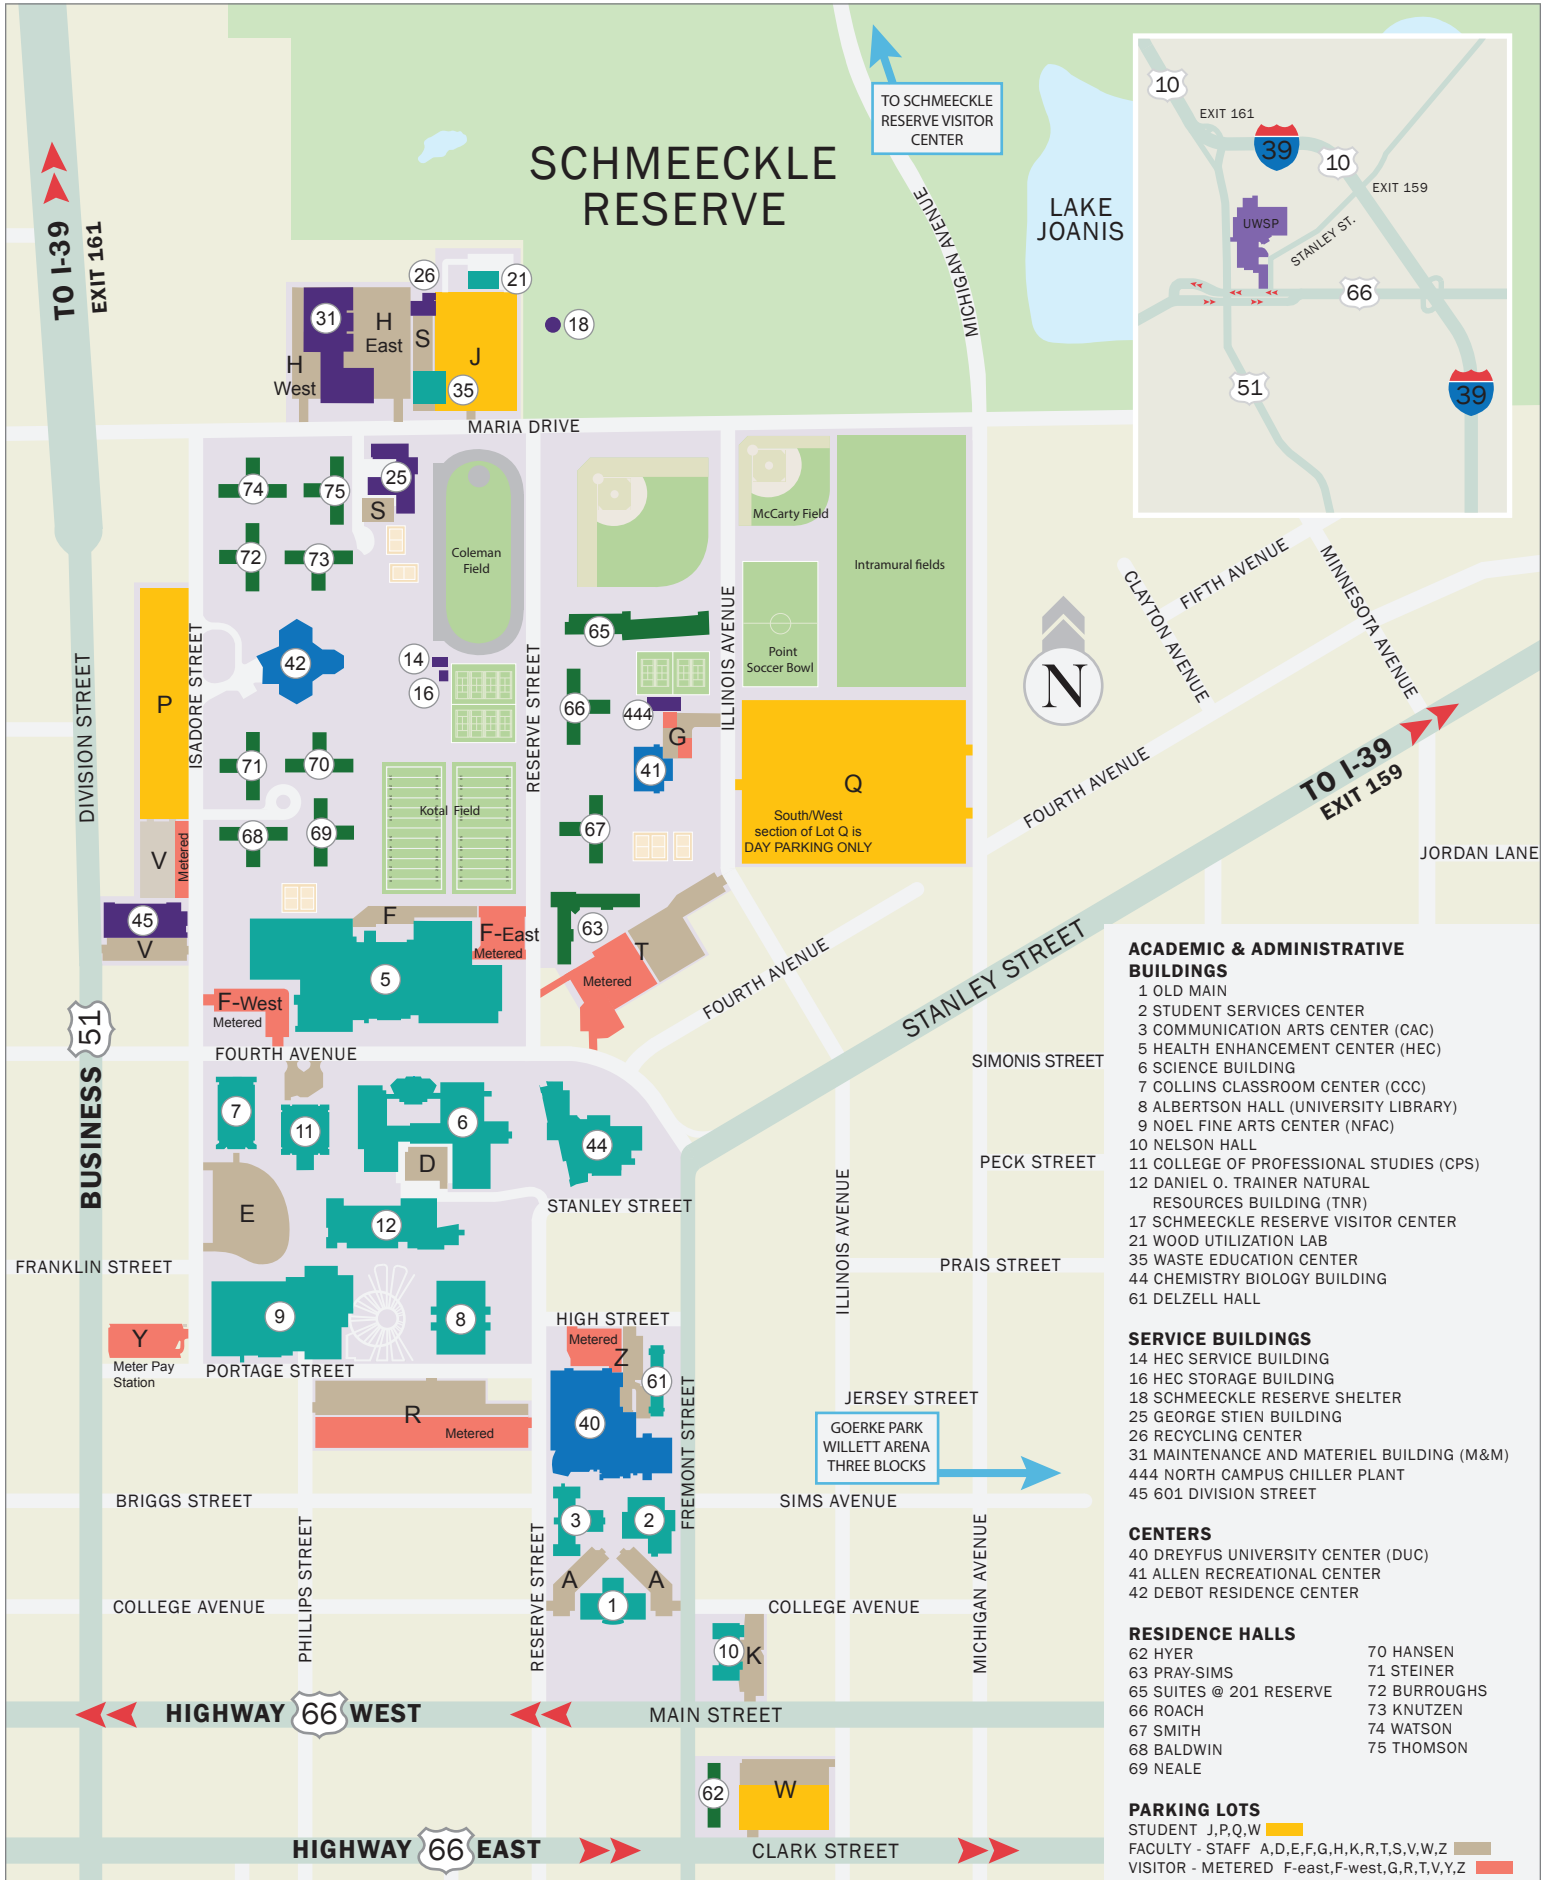 TO SCHMEECKLE
RESERVE VISITOR
CENTER
SCHMEECKLE
RESERVE
LAKE
JOANIS
MICHIGAN AVENUE
10
EXIT 161
39
10
EXIT 159
UWSP
STANLEY ST.
66
51
39
TO I-39
EXIT 161
26
21
31
H
East
S
J
18
H
West
35
MARIA DRIVE
74
75
25
S
72
73
Coleman
Field
McCarty Field
Intramural fields
Point
Soccer Bowl
FIFTH AVENUE
CLAYTON AVENUE
MINNESOTA AVENUE
N
65
42
14
16
66
444
G
41
ILLINOIS AVENUE
RESERVE STREET
ISADORE STREET
DIVISION STREET
P
71
70
Kotal Field
68
69
67
Q
South/West
section of Lot Q is
DAY PARKING ONLY
FOURTH AVENUE
TO I-39
EXIT 159
JORDAN LANE
V
Metered
45
V
F
F-East
Metered
63
T
Metered
5
F-West
Metered
FOURTH AVENUE
STANLEY STREET
51
BUSINESS
FOURTH AVENUE
SIMONIS STREET
7
11
6
44
D
PECK STREET
E
12
STANLEY STREET
ILLINOIS AVENUE
FRANKLIN STREET
PRAIS STREET
9
8
HIGH STREET
Y
Meter Pay
Station
Metered
Z
61
PORTAGE STREET
R
Metered
40
FREMONT STREET
JERSEY STREET
GOERKE PARK
WILLETT ARENA
THREE BLOCKS
BRIGGS STREET
SIMS AVENUE
3
2
PHILLIPS STREET
RESERVE STREET
MICHIGAN AVENUE
A
A
1
COLLEGE AVENUE
COLLEGE AVENUE
10
K
HIGHWAY 66 WEST
MAIN STREET
62
W
HIGHWAY 66 EAST
CLARK STREET
ACADEMIC & ADMINISTRATIVE
BUILDINGS
1 OLD MAIN
2 STUDENT SERVICES CENTER
3 COMMUNICATION ARTS CENTER (CAC)
5 HEALTH ENHANCEMENT CENTER (HEC)
6 SCIENCE BUILDING
7 COLLINS CLASSROOM CENTER (CCC)
8 ALBERTSON HALL (UNIVERSITY LIBRARY)
9 NOEL FINE ARTS CENTER (NFAC)
10 NELSON HALL
11 COLLEGE OF PROFESSIONAL STUDIES (CPS)
12 DANIEL O. TRAINER NATURAL
RESOURCES BUILDING (TNR)
17 SCHMEECKLE RESERVE VISITOR CENTER
21 WOOD UTILIZATION LAB
35 WASTE EDUCATION CENTER
44 CHEMISTRY BIOLOGY BUILDING
61 DELZELL HALL
SERVICE BUILDINGS
14 HEC SERVICE BUILDING
16 HEC STORAGE BUILDING
18 SCHMEECKLE RESERVE SHELTER
25 GEORGE STIEN BUILDING
26 RECYCLING CENTER
31 MAINTENANCE AND MATERIEL BUILDING (M&M)
444 NORTH CAMPUS CHILLER PLANT
45 601 DIVISION STREET
CENTERS
40 DREYFUS UNIVERSITY CENTER (DUC)
41 ALLEN RECREATIONAL CENTER
42 DEBOT RESIDENCE CENTER
RESIDENCE HALLS
62 HYER
63 PRAY-SIMS
65 SUITES @ 201 RESERVE
66 ROACH
67 SMITH
68 BALDWIN
69 NEALE
70 HANSEN
71 STEINER
72 BURROUGHS
73 KNUTZEN
74 WATSON
75 THOMSON
PARKING LOTS
STUDENT J,P,Q,W
FACULTY - STAFF A,D,E,F,G,H,K,R,T,S,V,W,Z
VISITOR - METERED F-east,F-west,G,R,T,V,Y,Z